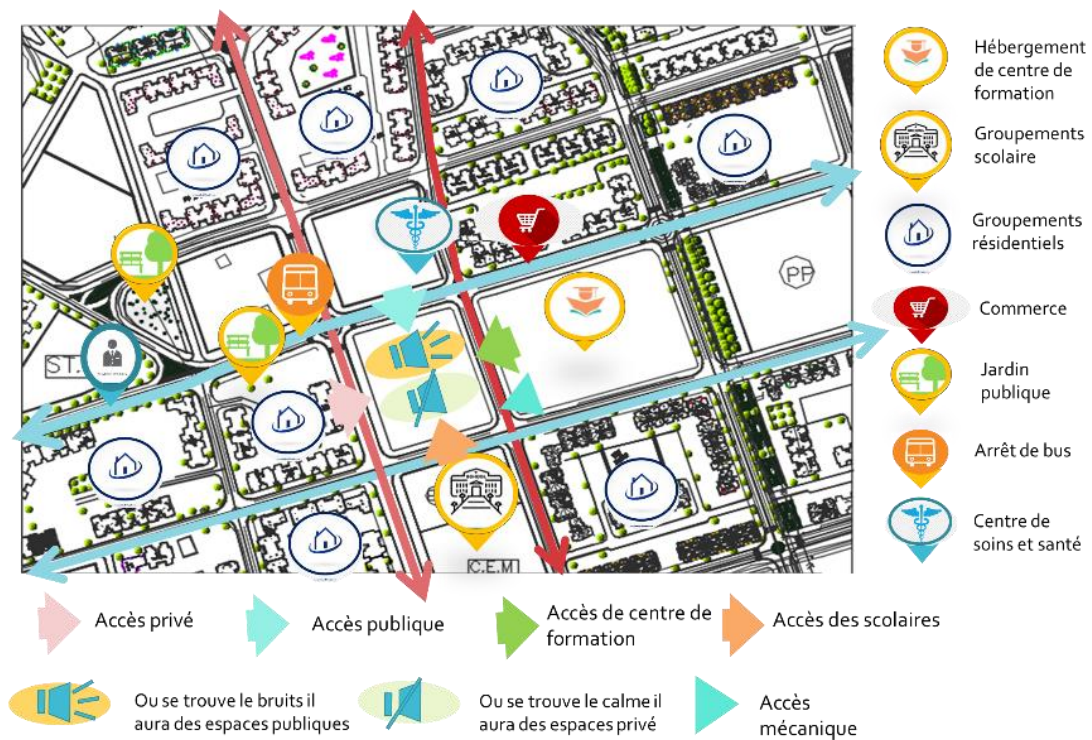 Hébergement
de centre de
formation
Groupements
scolaire
Groupements
résidentiels
Commerce
Jardin
publique
Arrêt de bus
Centre de
soins et santé
PP
ST.
C.E.M
Accès privé
Accès publique
Accès de centre de
formation
Accès des scolaires
Ou se trouve le bruits il
aura des espaces publiques
Ou se trouve le calme il
aura des espaces privé
Accès
mécanique